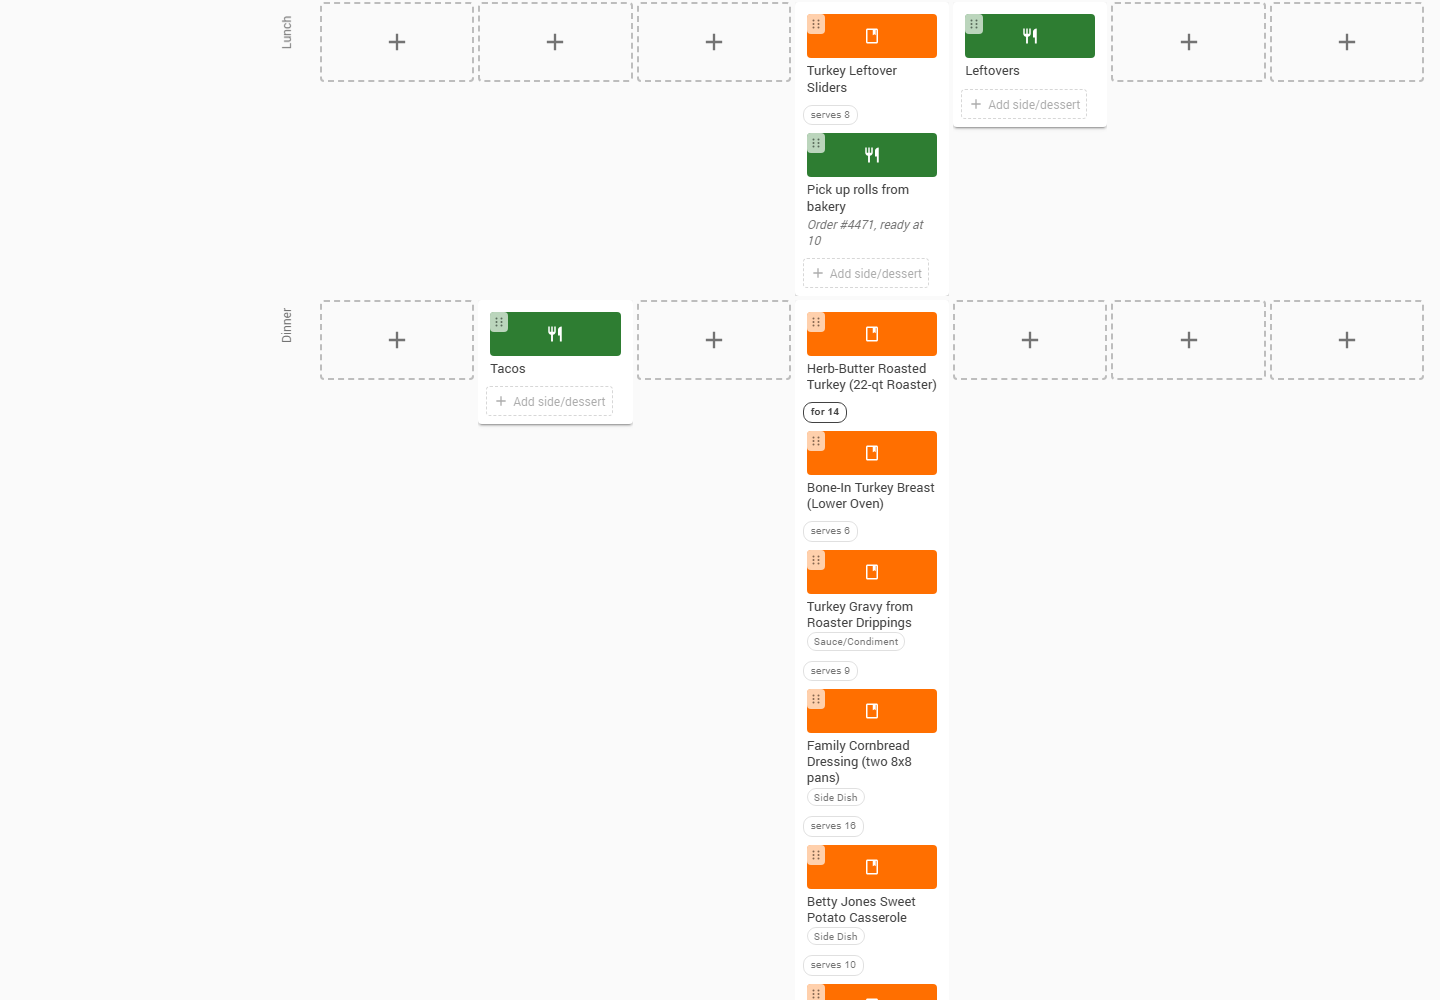 Lunch
Turkey Leftover
Sliders
serves 8
Pick up rolls from
bakery
Order #4471, ready at
10
Add side/dessert
Leftovers
Add side/dessert
Dinner
Tacos
Add side/dessert
Herb-Butter Roasted
Turkey (22-qt Roaster)
for 14
Bone-In Turkey Breast
(Lower Oven)
serves 6
Turkey Gravy from
Roaster Drippings
Sauce/Condiment
serves 9
Family Cornbread
Dressing (two 8x8
pans)
Side Dish
serves 16
Betty Jones Sweet
Potato Casserole
Side Dish
serves 10